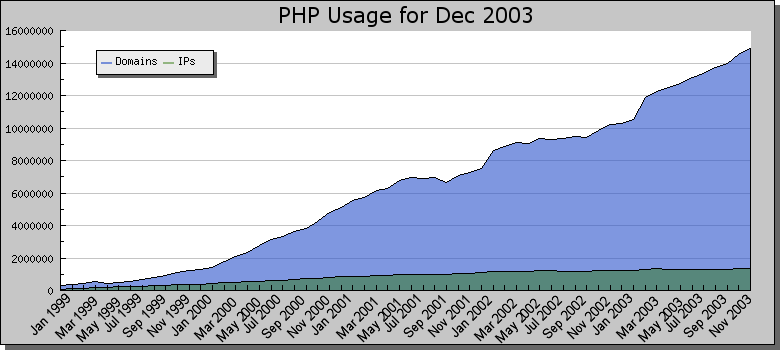 PHP Usage for Dec 2003
16000000
Domains IPs
14000000
12000000
10000000
8000000
6000000
4000000
2000000
0
Jan 1999
Mar 1999
May 1999
Jul 1999
Sep 1999
Nov 1999
Jan 2000
Mar 2000
May 2000
Jul 2000
Sep 2000
Nov 2000
Jan 2001
Mar 2001
May 2001
Jul 2001
Sep 2001
Nov 2001
Jan 2002
Mar 2002
May 2002
Jul 2002
Sep 2002
Nov 2002
Jan 2003
Mar 2003
May 2003
Jul 2003
Sep 2003
Nov 2003